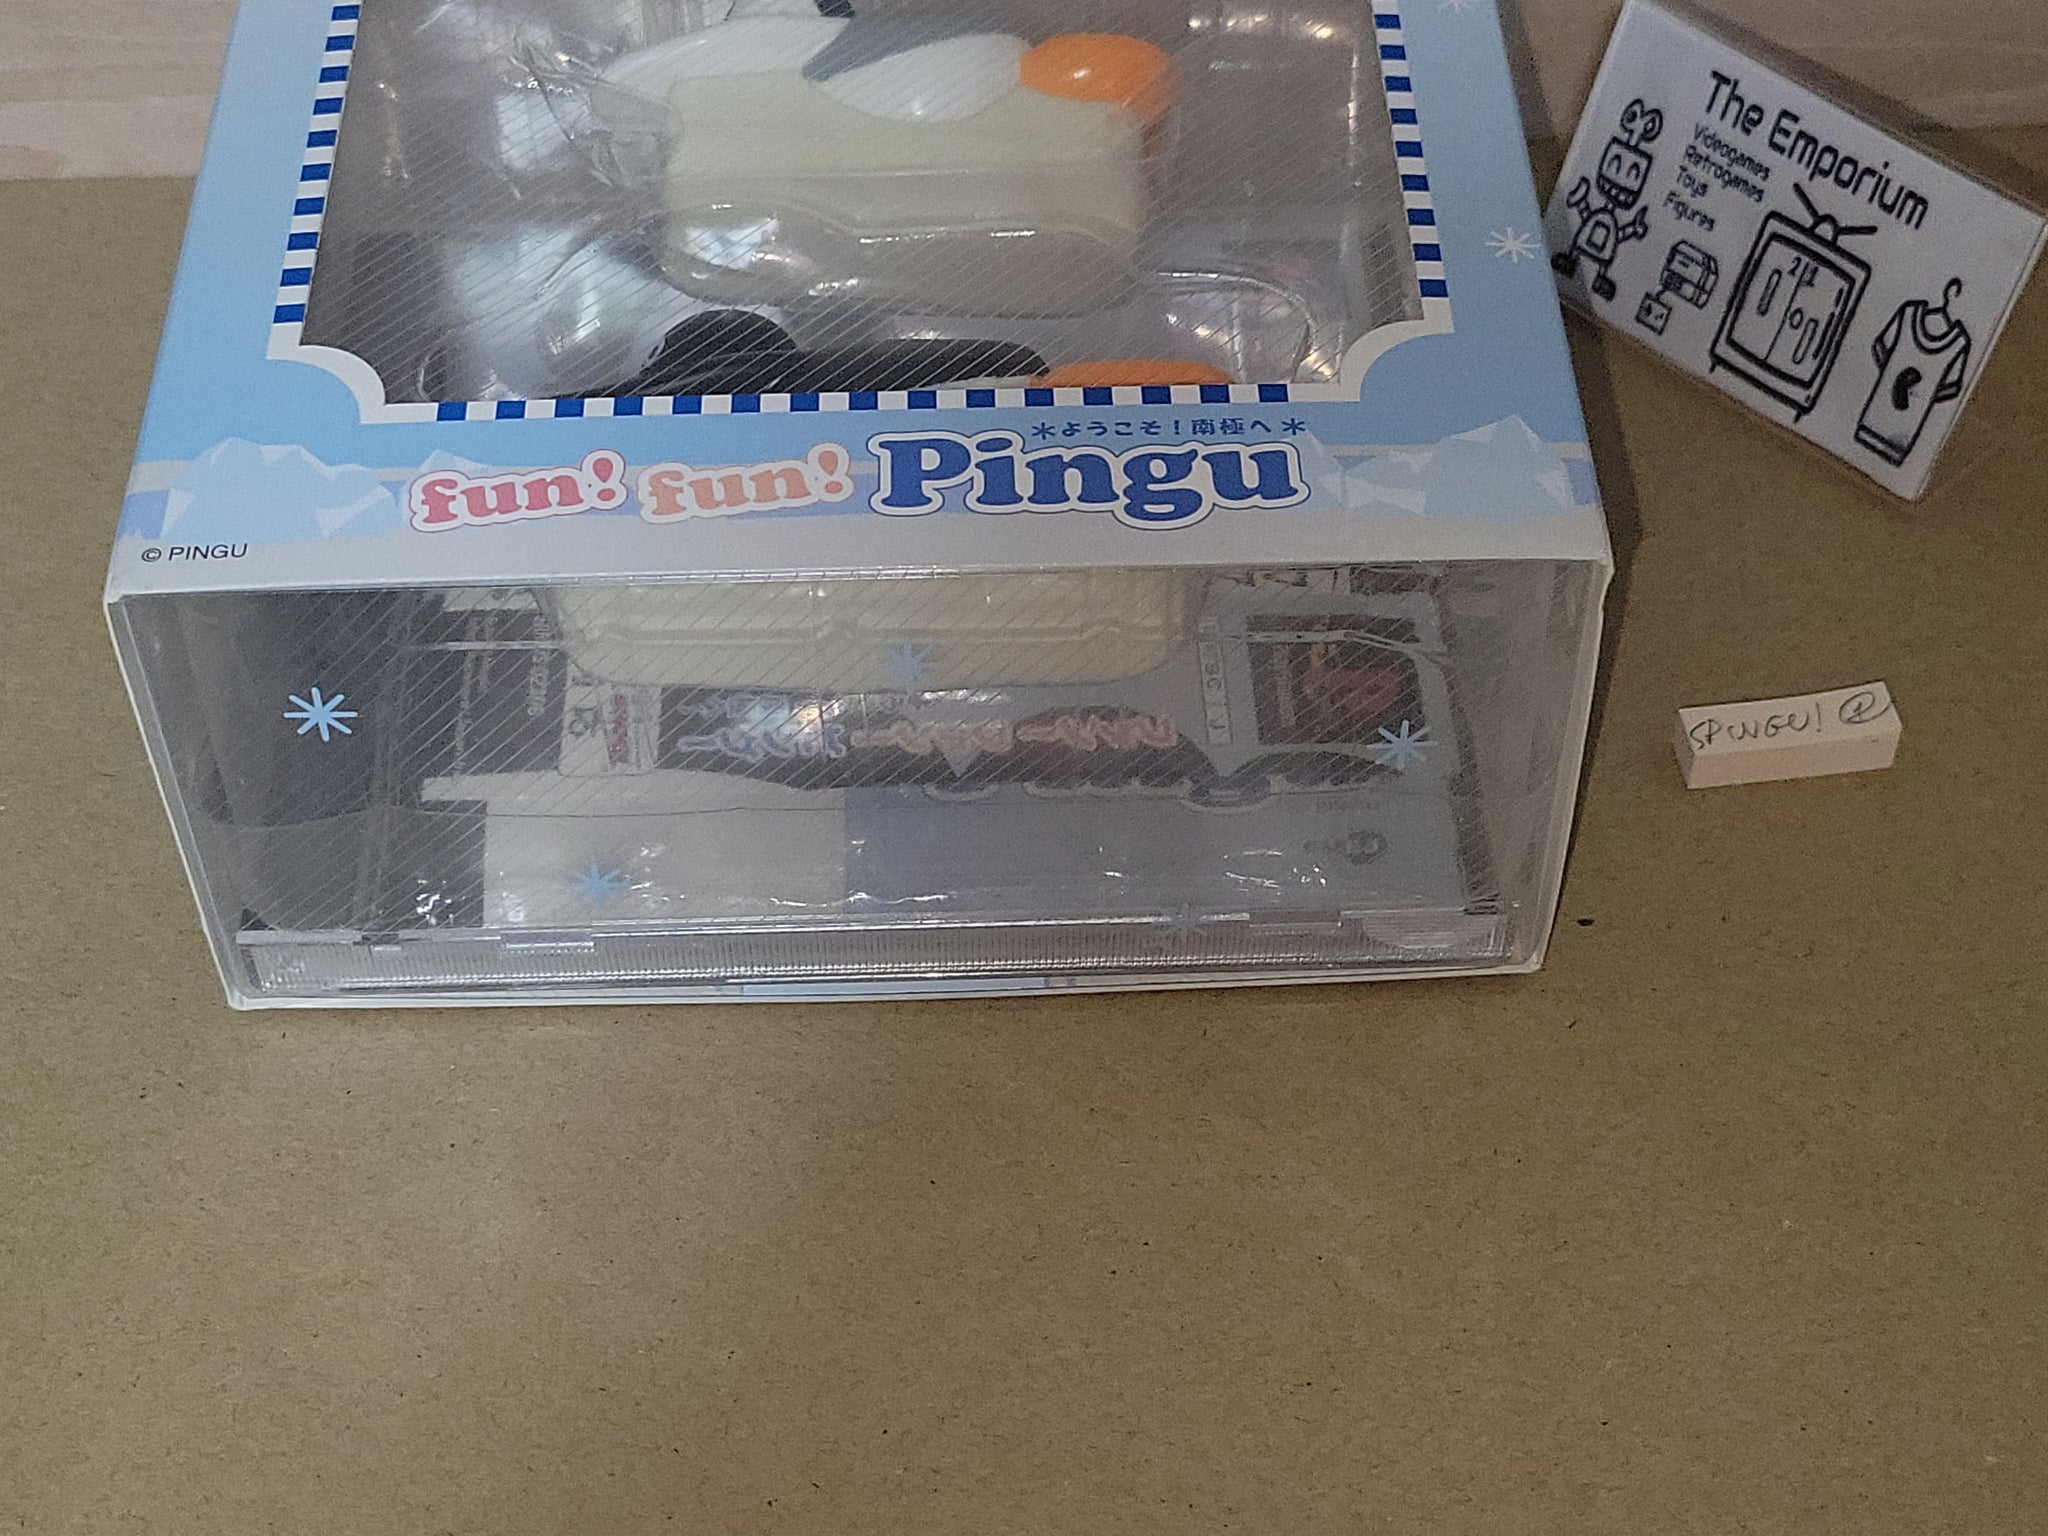 ＊ようこそ！南極へ＊
fun! fun! Pingu
© PINGU
The Emporium
Videogames
Retrogames
Toys
Figures
SPINGU!